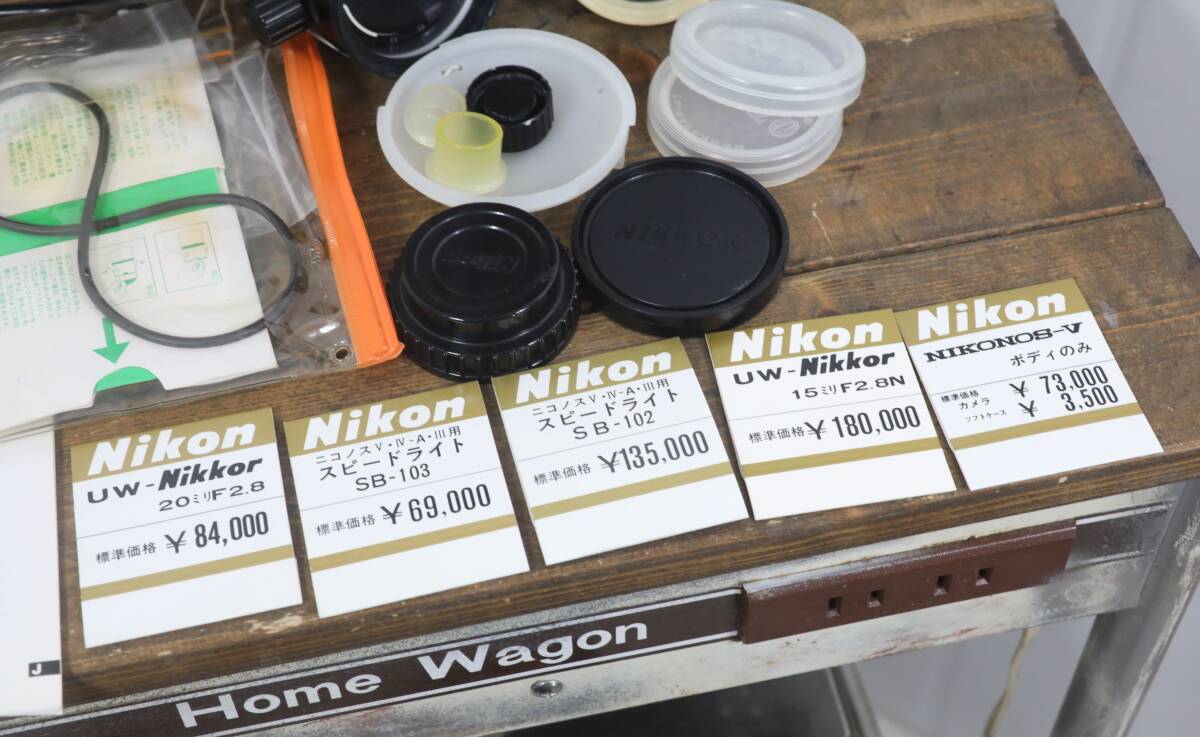 Nikkor
Nikon
UW-Nikkor
20ミリF2.8
標準価格 ¥ 84,000
Nikon
ニコノスV・Ⅳ-A・Ⅲ用
スピードライト
SB-103
標準価格 ¥ 69,000
Nikon
ニコノスV・Ⅳ-A・Ⅲ用
スピードライト
SB-102
標準価格 ¥135,000
Nikon
UW-Nikkor
15ミリF2.8N
標準価格 ¥ 180,000
Nikon
NIKONOS-V
ボディのみ
標準価格
カメラ ¥ 73,000
ソフトケース ¥ 3,500
J
Home Wagon